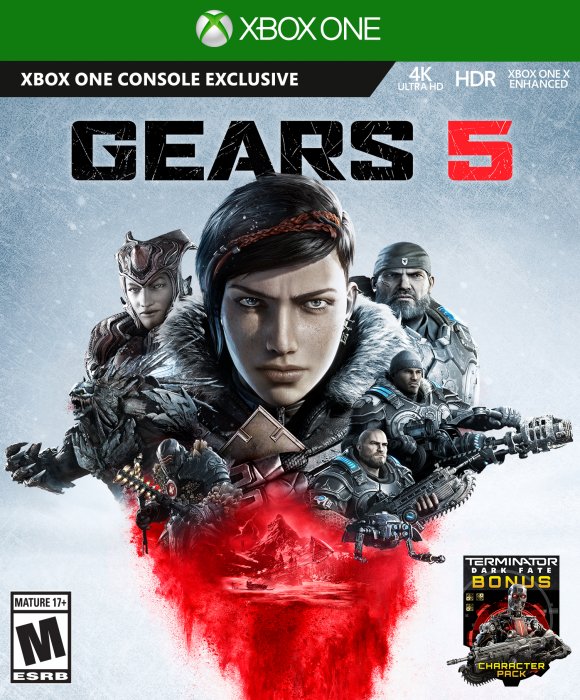 XBOX ONE
XBOX ONE CONSOLE EXCLUSIVE
4K
ULTRA HD
HDR
XBOX ONE X
ENHANCED
GEARS 5
MATURE 17+
M
ESRB
TERMINATOR
DARK FATE
BONUS
CHARACTER
PACK